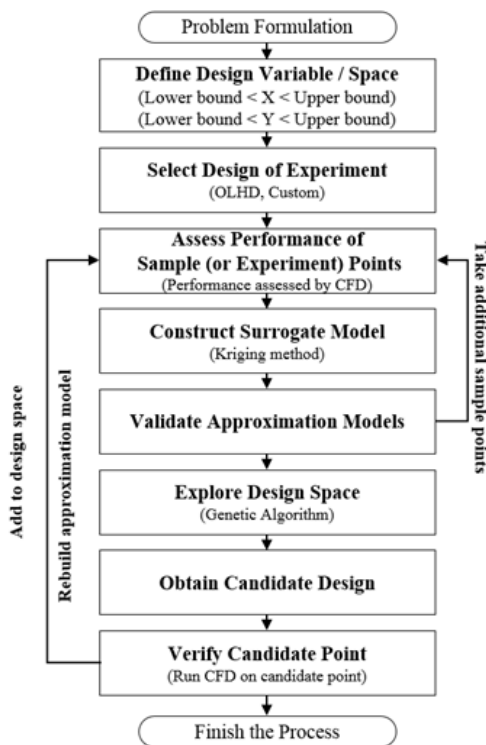 Problem Formulation
Define Design Variable / Space
(Lower bound < X < Upper bound)
(Lower bound < Y < Upper bound)
Select Design of Experiment
(OLHD, Custom)
Assess Performance of
Sample (or Experiment) Points
(Performance assessed by CFD)
Construct Surrogate Model
(Kriging method)
Validate Approximation Models
Explore Design Space
(Genetic Algorithm)
Obtain Candidate Design
Verify Candidate Point
(Run CFD on candidate point)
Finish the Process
Add to design space
Rebuild approximation model
Take additional
sample points